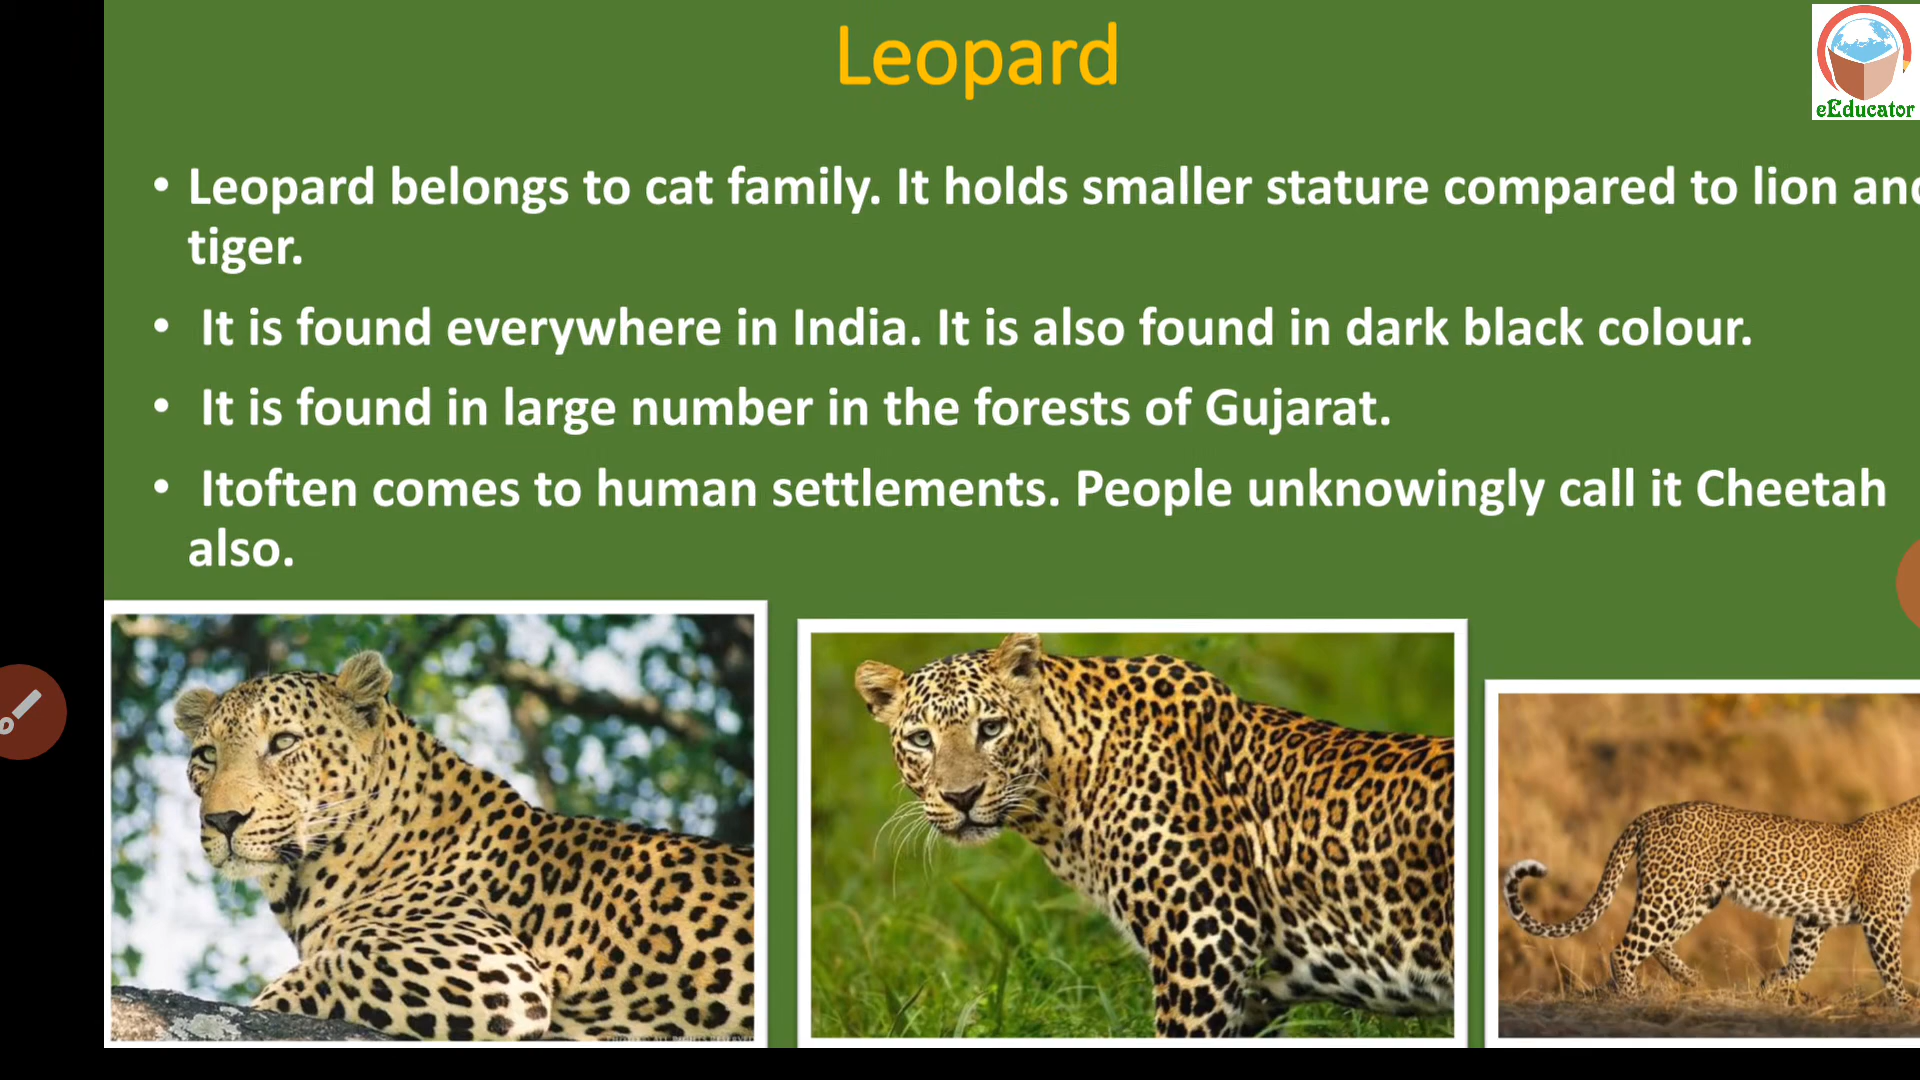 Leopard
eEducator
• Leopard belongs to cat family. It holds smaller stature compared to lion and
tiger.
• It is found everywhere in India. It is also found in dark black colour.
• It is found in large number in the forests of Gujarat.
• Itoften comes to human settlements. People unknowingly call it Cheetah
also.